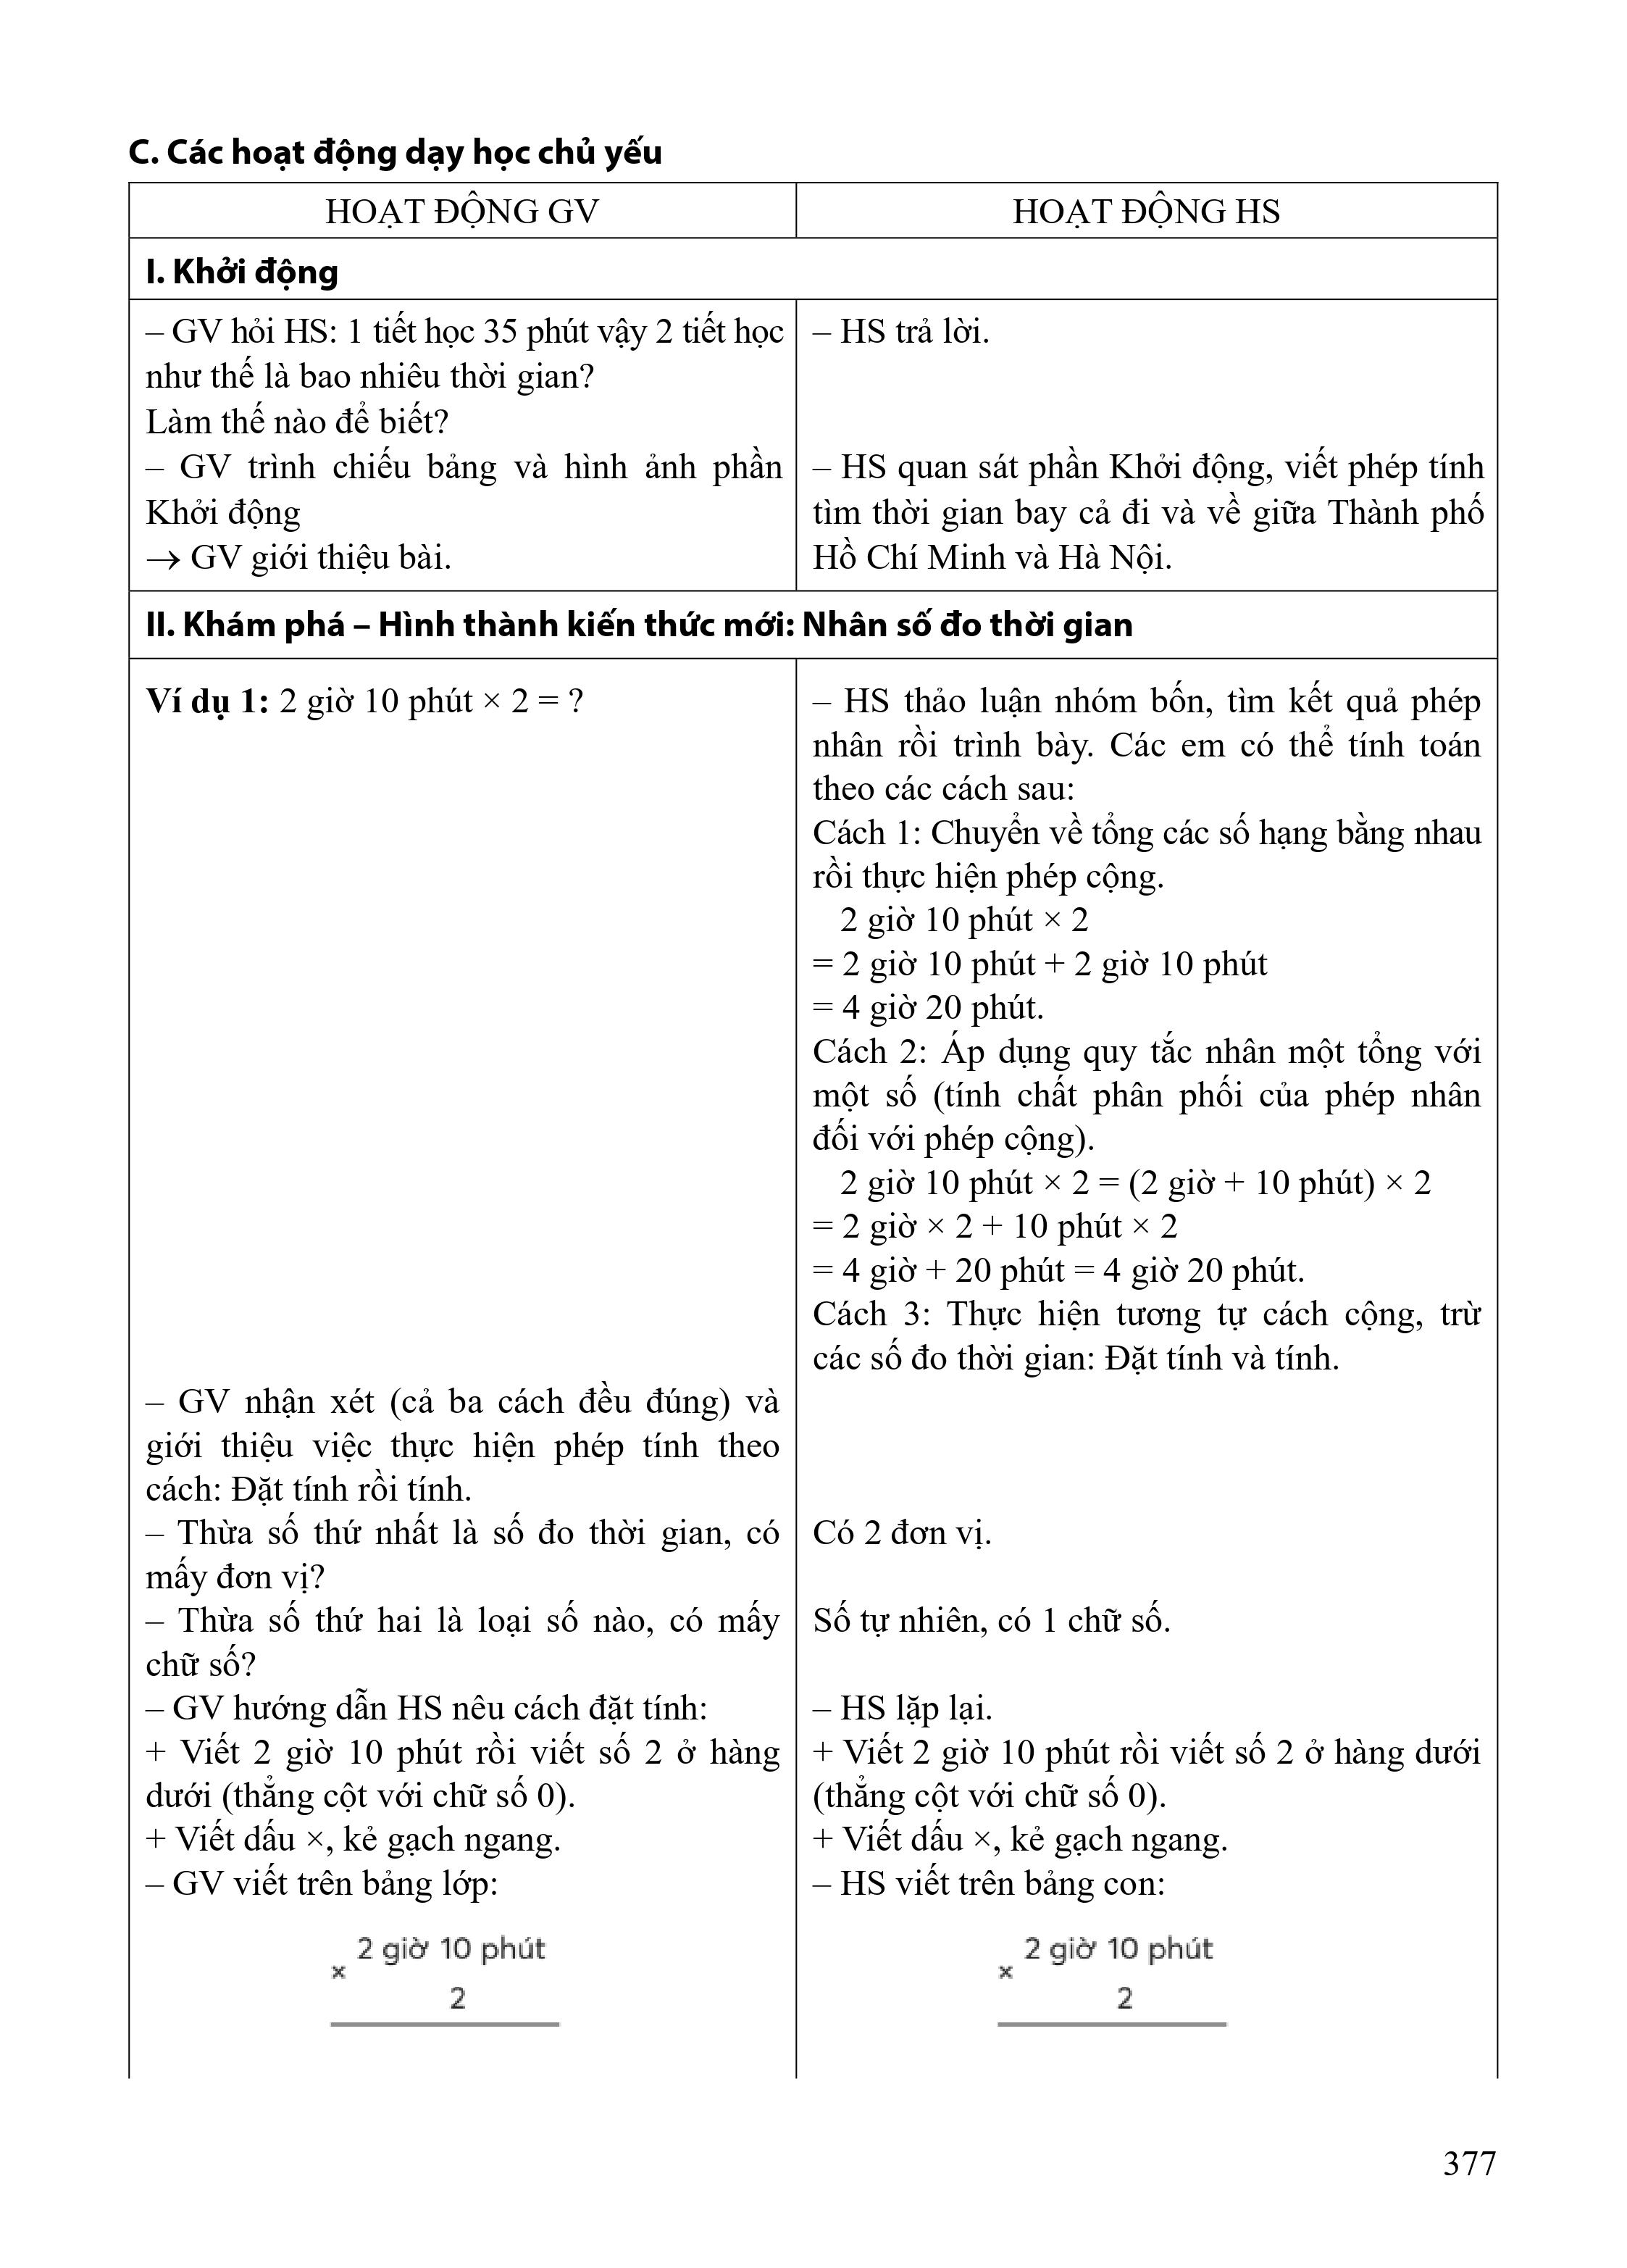 C. Các hoạt động dạy học chủ yếu
HOẠT ĐỘNG GV
HOẠT ĐỘNG HS
I. Khởi động
– GV hỏi HS: 1 tiết học 35 phút vậy 2 tiết học
như thế là bao nhiêu thời gian?
Làm thế nào để biết?
– GV trình chiếu bảng và hình ảnh phần
Khởi động
→ GV giới thiệu bài.
– HS trả lời.
– HS quan sát phần Khởi động, viết phép tính
tìm thời gian bay cả đi và về giữa Thành phố
Hồ Chí Minh và Hà Nội.
II. Khám phá – Hình thành kiến thức mới: Nhân số đo thời gian
Ví dụ 1: 2 giờ 10 phút × 2 = ?
– HS thảo luận nhóm bốn, tìm kết quả phép
nhân rồi trình bày. Các em có thể tính toán
theo các cách sau:
Cách 1: Chuyển về tổng các số hạng bằng nhau
rồi thực hiện phép cộng.
2 giờ 10 phút × 2
= 2 giờ 10 phút + 2 giờ 10 phút
= 4 giờ 20 phút.
Cách 2: Áp dụng quy tắc nhân một tổng với
một số (tính chất phân phối của phép nhân
đối với phép cộng).
2 giờ 10 phút × 2 = (2 giờ + 10 phút) × 2
= 2 giờ × 2 + 10 phút × 2
= 4 giờ + 20 phút = 4 giờ 20 phút.
Cách 3: Thực hiện tương tự cách cộng, trừ
các số đo thời gian: Đặt tính và tính.
– GV nhận xét (cả ba cách đều đúng) và
giới thiệu việc thực hiện phép tính theo
cách: Đặt tính rồi tính.
– Thừa số thứ nhất là số đo thời gian, có
mấy đơn vị?
Có 2 đơn vị.
– Thừa số thứ hai là loại số nào, có mấy
chữ số?
Số tự nhiên, có 1 chữ số.
– GV hướng dẫn HS nêu cách đặt tính:
+ Viết 2 giờ 10 phút rồi viết số 2 ở hàng
dưới (thẳng cột với chữ số 0).
+ Viết dấu ×, kẻ gạch ngang.
– GV viết trên bảng lớp:
2 giờ 10 phút
×
2
– HS lặp lại.
+ Viết 2 giờ 10 phút rồi viết số 2 ở hàng dưới
(thẳng cột với chữ số 0).
+ Viết dấu ×, kẻ gạch ngang.
– HS viết trên bảng con:
2 giờ 10 phút
×
2
377